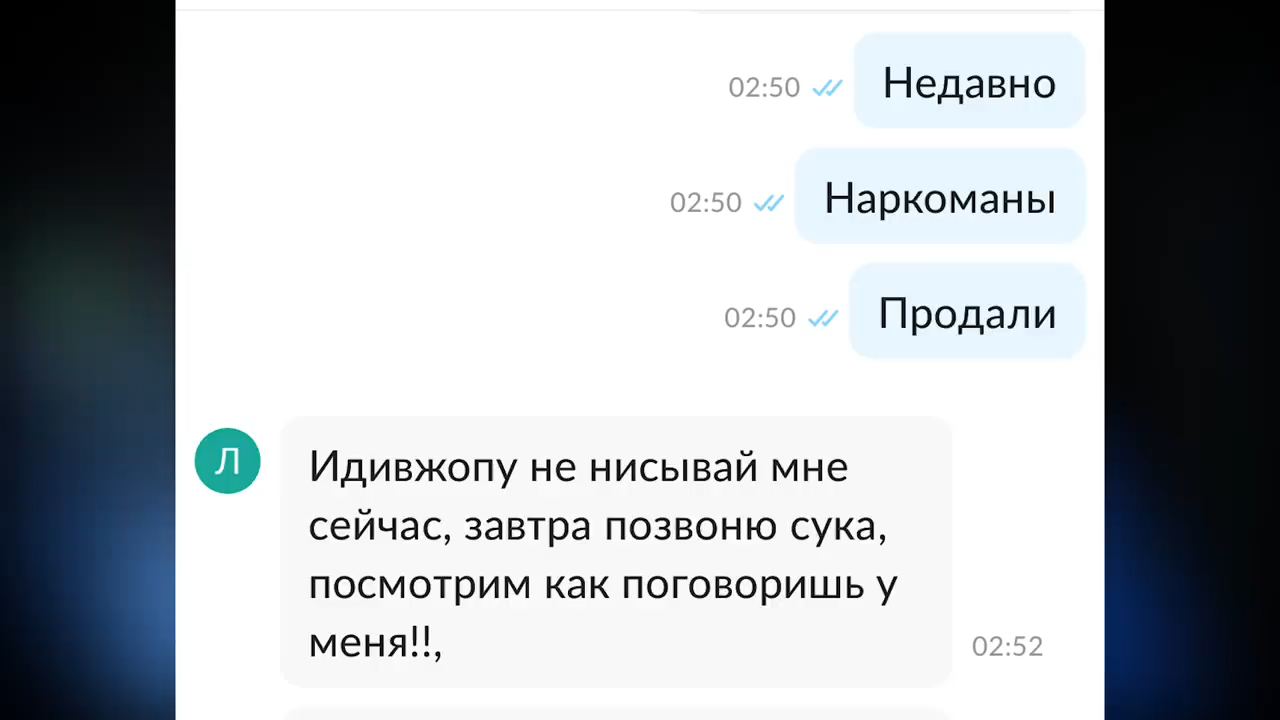 02:50 Недавно
02:50 Наркоманы
02:50 Продали
Л
Идивжопу не нисывай мне
сейчас, завтра позвоню сука,
посмотрим как поговоришь у
меня!!,
02:52